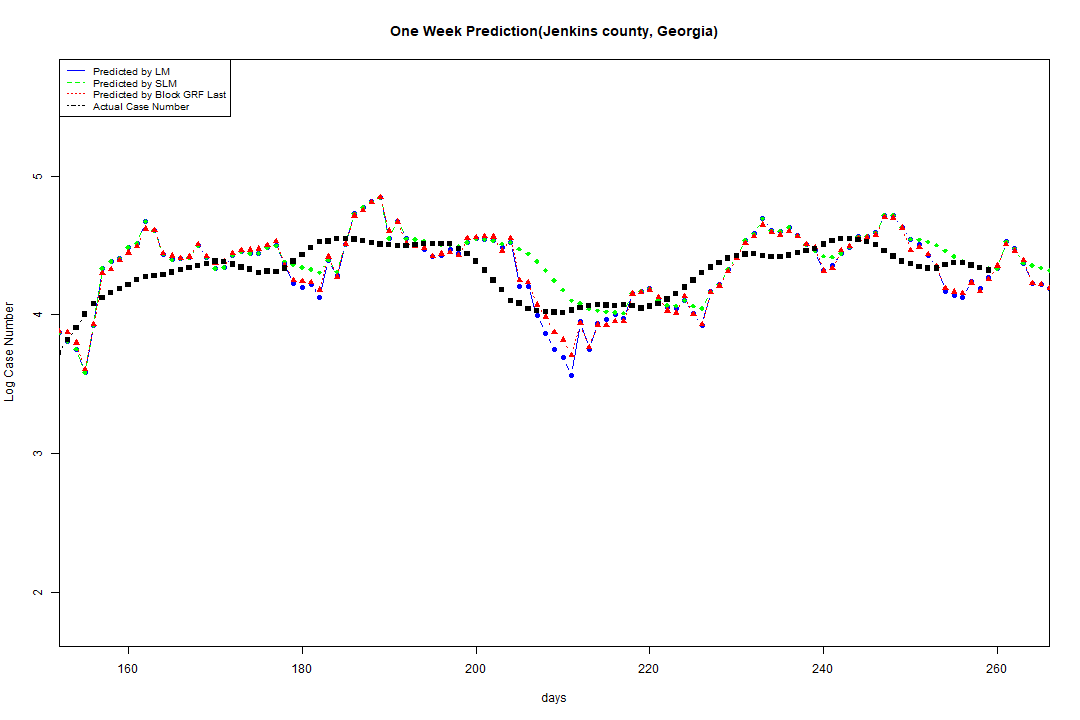 One Week Prediction(Jenkins county, Georgia)
Predicted by LM
Predicted by SLM
Predicted by Block GRF Last
Actual Case Number
5
4
3
2
Log Case Number
160 180 200 220 240 260
days